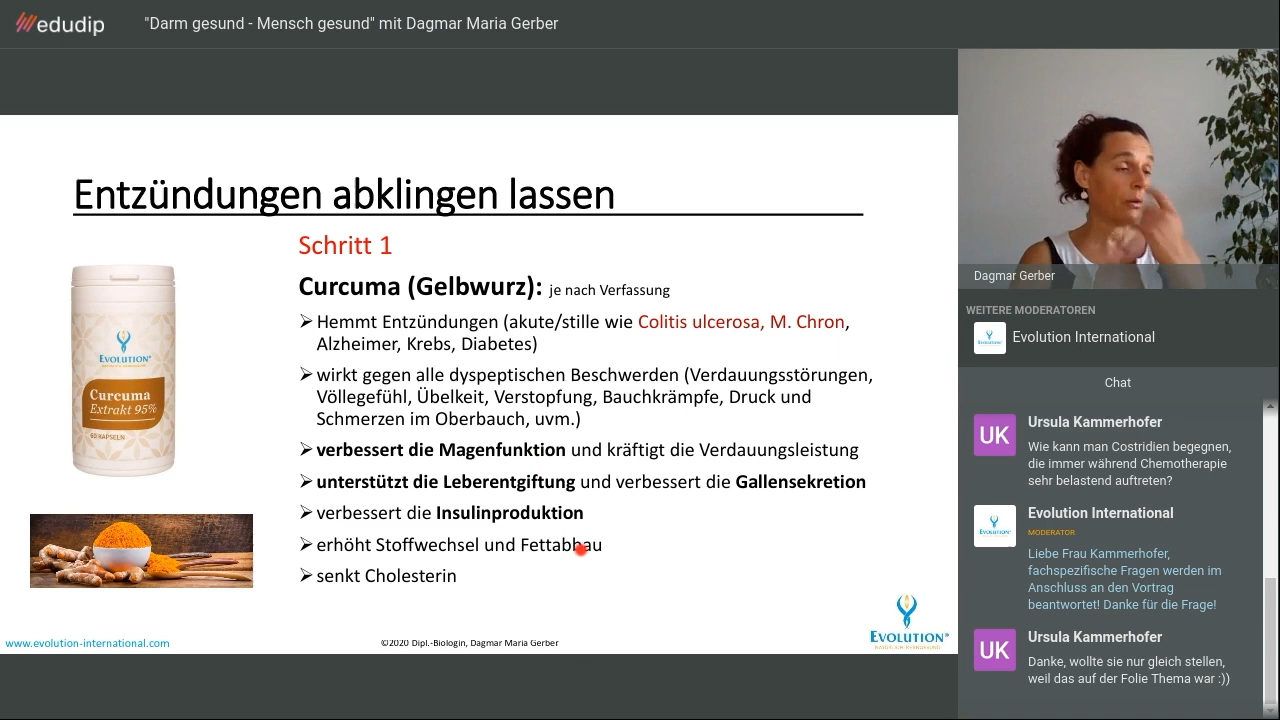 edudip
"Darm gesund - Mensch gesund" mit Dagmar Maria Gerber
Entzündungen abklingen lassen
Schritt 1
Curcuma (Gelbwurz): je nach Verfassung
Hemmt Entzündungen (akute/stille wie Colitis ulcerosa, M. Chron,
Alzheimer, Krebs, Diabetes)
wirkt gegen alle dyspeptischen Beschwerden (Verdauungsstörungen,
Völlegefühl, Übelkeit, Verstopfung, Bauchkrämpfe, Druck und
Schmerzen im Oberbauch, uvm.)
verbessert die Magenfunktion und kräftigt die Verdauungsleistung
unterstützt die Leberentgiftung und verbessert die Gallensekretion
verbessert die Insulinproduktion
erhöht Stoffwechsel und Fettabbau
senkt Cholesterin
EVOLUTION®
Curcuma
Extrakt 95%
60 KAPSELN
www.evolution-international.com
©2020 Dipl.-Biologin, Dagmar Maria Gerber
EVOLUTION®
Dagmar Gerber
WEITERE MODERATOREN
Evolution International
Chat
UK
Ursula Kammerhofer
Wie kann man Costridien begegnen,
die immer während Chemotherapie
sehr belastend auftreten?
Evolution International
MODERATOR
Liebe Frau Kammerhofer,
fachspezifische Fragen werden im
Anschluss an den Vortrag
beantwortet! Danke für die Frage!
UK
Ursula Kammerhofer
Danke, wollte sie nur gleich stellen,
weil das auf der Folie Thema war :))